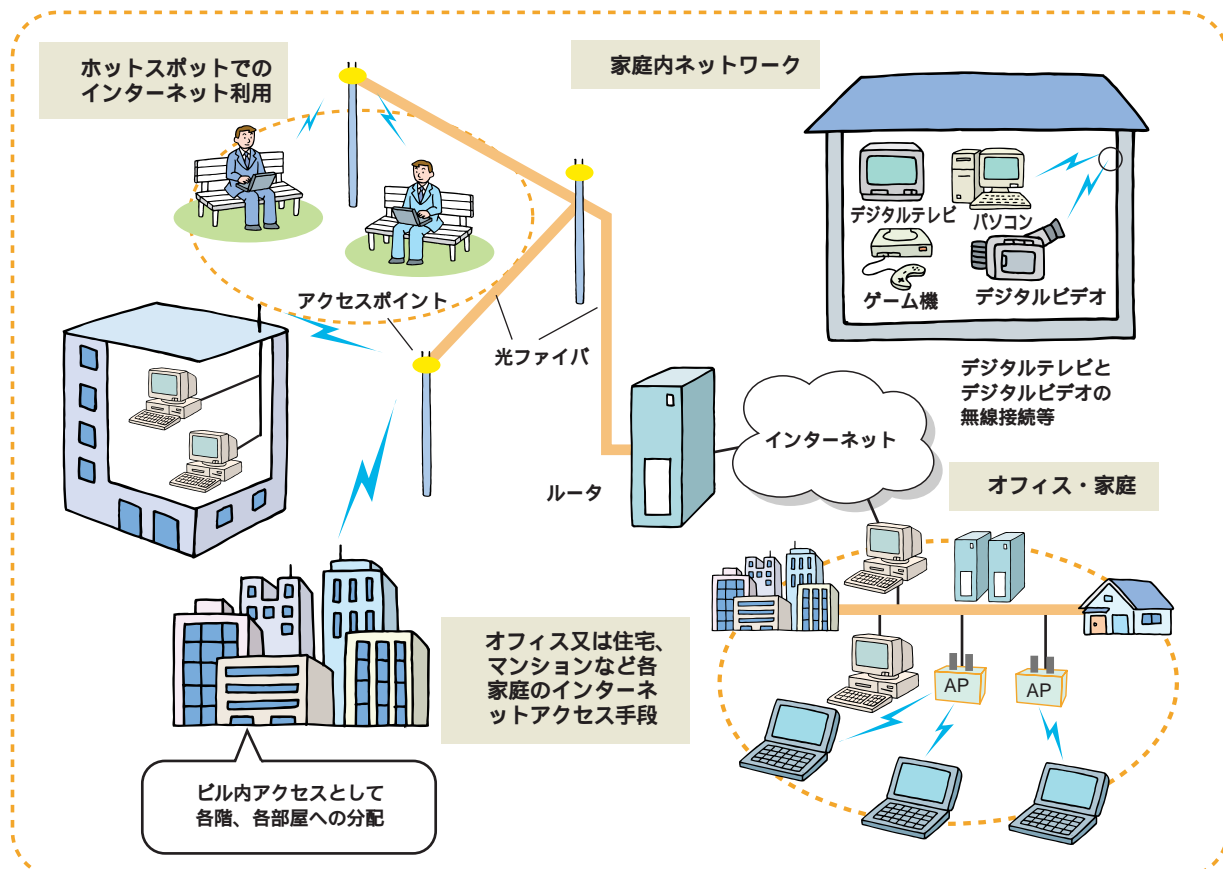 ホットスポットでの
インターネット利用
家庭内ネットワーク
デジタルテレビ
パソコン
ゲーム機
デジタルビデオ
アクセスポイント
光ファイバ
デジタルテレビと
デジタルビデオの
無線接続等
インターネット
ルータ
オフィス・家庭
AP
AP
オフィス又は住宅、
マンションなど各
家庭のインターネ
ットアクセス手段
ビル内アクセスとして
各階、各部屋への分配